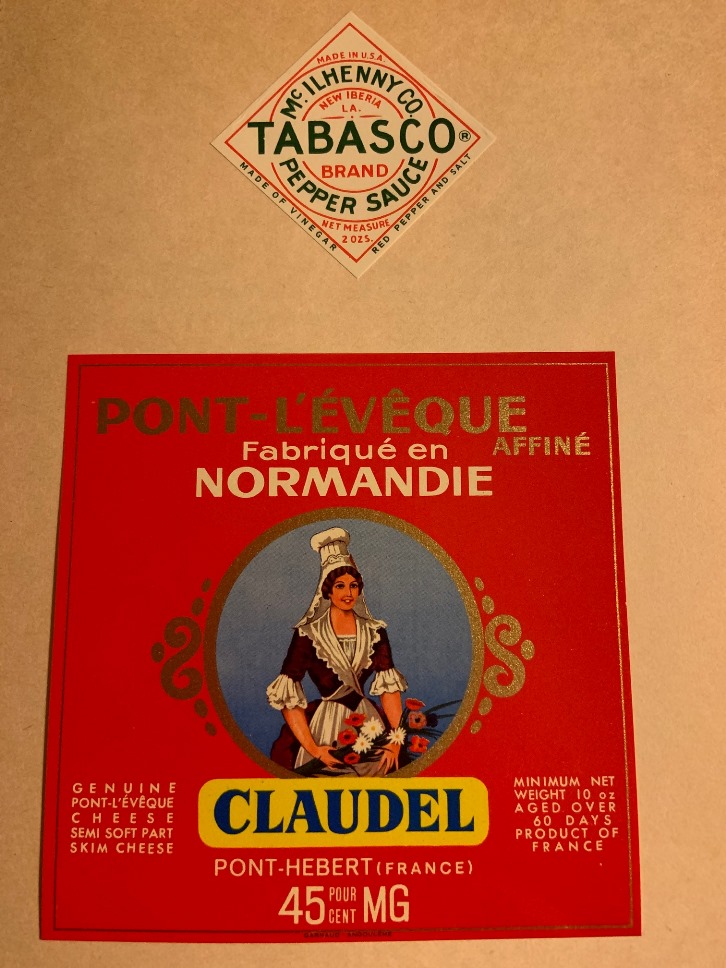 MADE IN U.S.A.
McILHENNY CO.
NEW IBERIA
LA.
TABASCO®
BRAND
PEPPER SAUCE
NET MEASURE
2 OZS.
MADE OF VINEGAR
RED PEPPER AND SALT
PONT-L'ÉVÊQUE
AFFINÉ
Fabriqué en
NORMANDIE
GENUINE
PONT-L'ÉVÊQUE
CHEESE
SEMI SOFT PART
SKIM CHEESE
CLAUDEL
MINIMUM NET
WEIGHT 10 oz
AGED OVER
60 DAYS
PRODUCT OF
FRANCE
PONT-HEBERT (FRANCE)
45 POUR CENT MG